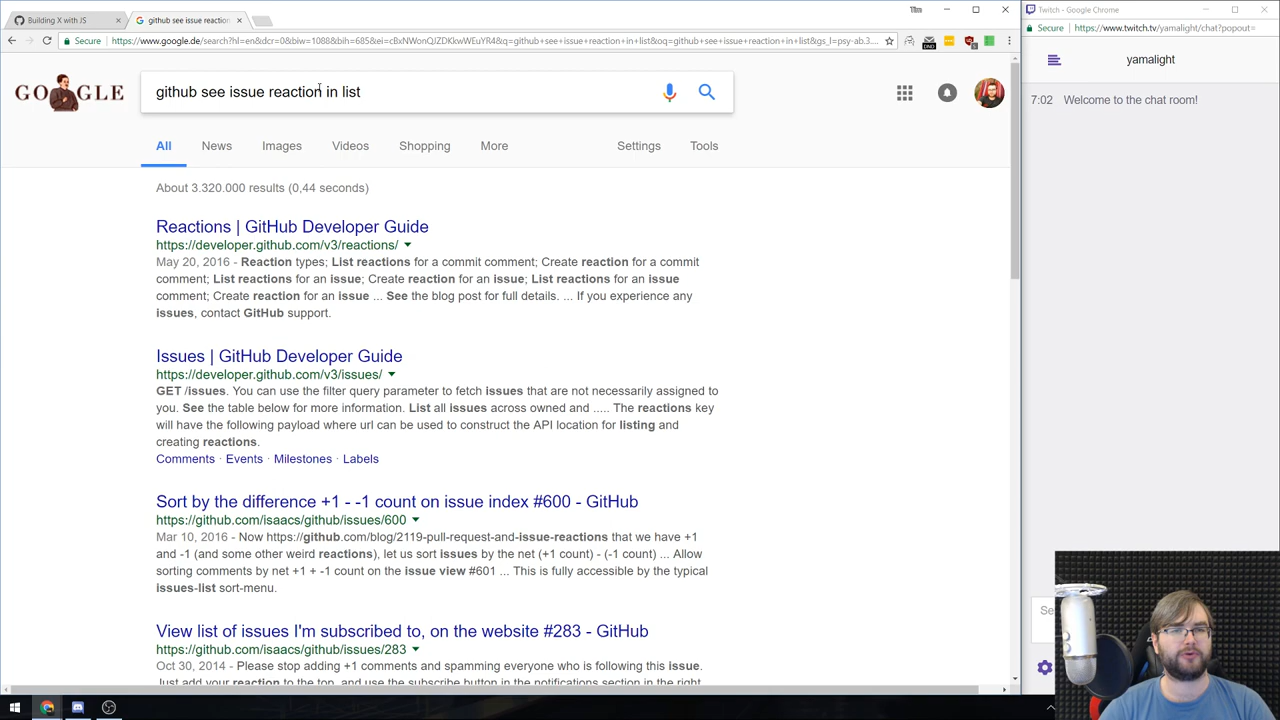 Building X with JS
github see issue reaction
Tim
Twitch - Google Chrome
Secure
https://www.google.de/search?hl=en&dcr=0&biw=1088&bih=685&ei=cBxNWonQJZDKkwWEuYR4&q=github+see+issue+reaction+in+list&oq=github+see+issue+reaction+in+list&gs_l=psy-ab.3....
DND
Secure
https://www.twitch.tv/yamalight/chat?popout=
GOOGLE
github see issue reaction in list
yamalight
7:02 Welcome to the chat room!
All
News
Images
Videos
Shopping
More
Settings
Tools
About 3.320.000 results (0,44 seconds)
Reactions | GitHub Developer Guide
https://developer.github.com/v3/reactions/
May 20, 2016 - Reaction types; List reactions for a commit comment; Create reaction for a commit
comment; List reactions for an issue; Create reaction for an issue; List reactions for an issue
comment; Create reaction for an issue ... See the blog post for full details. ... If you experience any
issues, contact GitHub support.
Issues | GitHub Developer Guide
https://developer.github.com/v3/issues/
GET /issues. You can use the filter query parameter to fetch issues that are not necessarily assigned to
you. See the table below for more information. List all issues across owned and ..... The reactions key
will have the following payload where url can be used to construct the API location for listing and
creating reactions.
Comments · Events · Milestones · Labels
Sort by the difference +1 - -1 count on issue index #600 - GitHub
https://github.com/isaacs/github/issues/600
Mar 10, 2016 - Now https://github.com/blog/2119-pull-request-and-issue-reactions that we have +1
and -1 (and some other weird reactions), let us sort issues by the net (+1 count) - (-1 count) ... Allow
sorting comments by net +1 + -1 count on the issue view #601 ... This is fully accessible by the typical
issues-list sort-menu.
View list of issues I'm subscribed to, on the website #283 - GitHub
https://github.com/isaacs/github/issues/283
Oct 30, 2014 - Please stop adding +1 comments and spamming everyone who is following this issue.
Just add your reaction to the top, and use the subscribe button in the notifications section in the right
Se